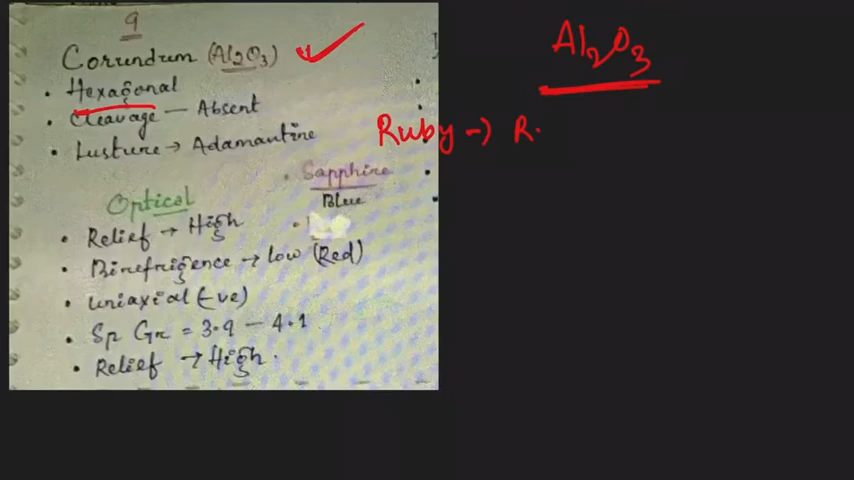 9
Corundum (Al2O3)
• Hexagonal
• Cleavage — Absent
• Lusture → Adamantine
• Sapphire
Blue
Optical
• Relief → High
• Birefrigence → low (Red)
• Uniaxial (-ve)
• Sp Gr = 3.9 - 4.1
• Relief → High.
Al2O3
Ruby → R.